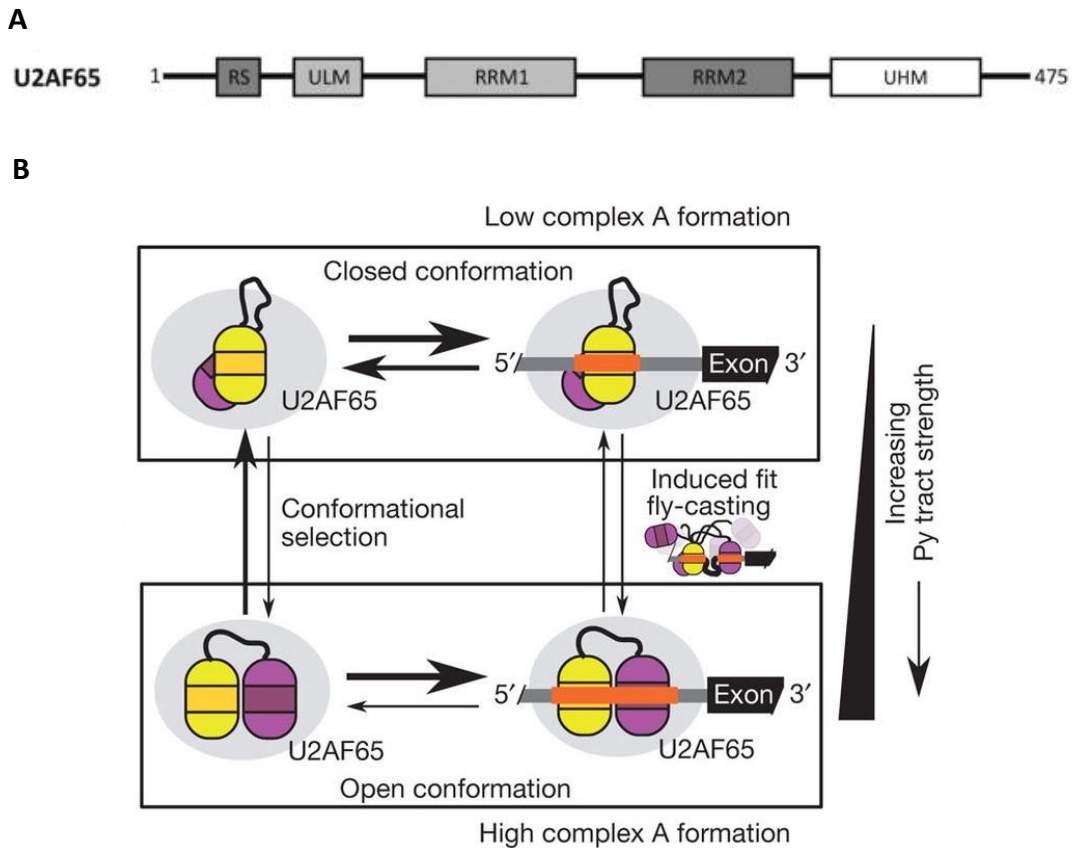 A
U2AF65 1 RS ULM RRM1 RRM2 UHM 475
B
Low complex A formation
Closed conformation
5′ Exon 3′
U2AF65 U2AF65
Increasing
Py tract strength
Induced fit
fly-casting
Conformational
selection
5′ Exon 3′
U2AF65 U2AF65
Open conformation
High complex A formation